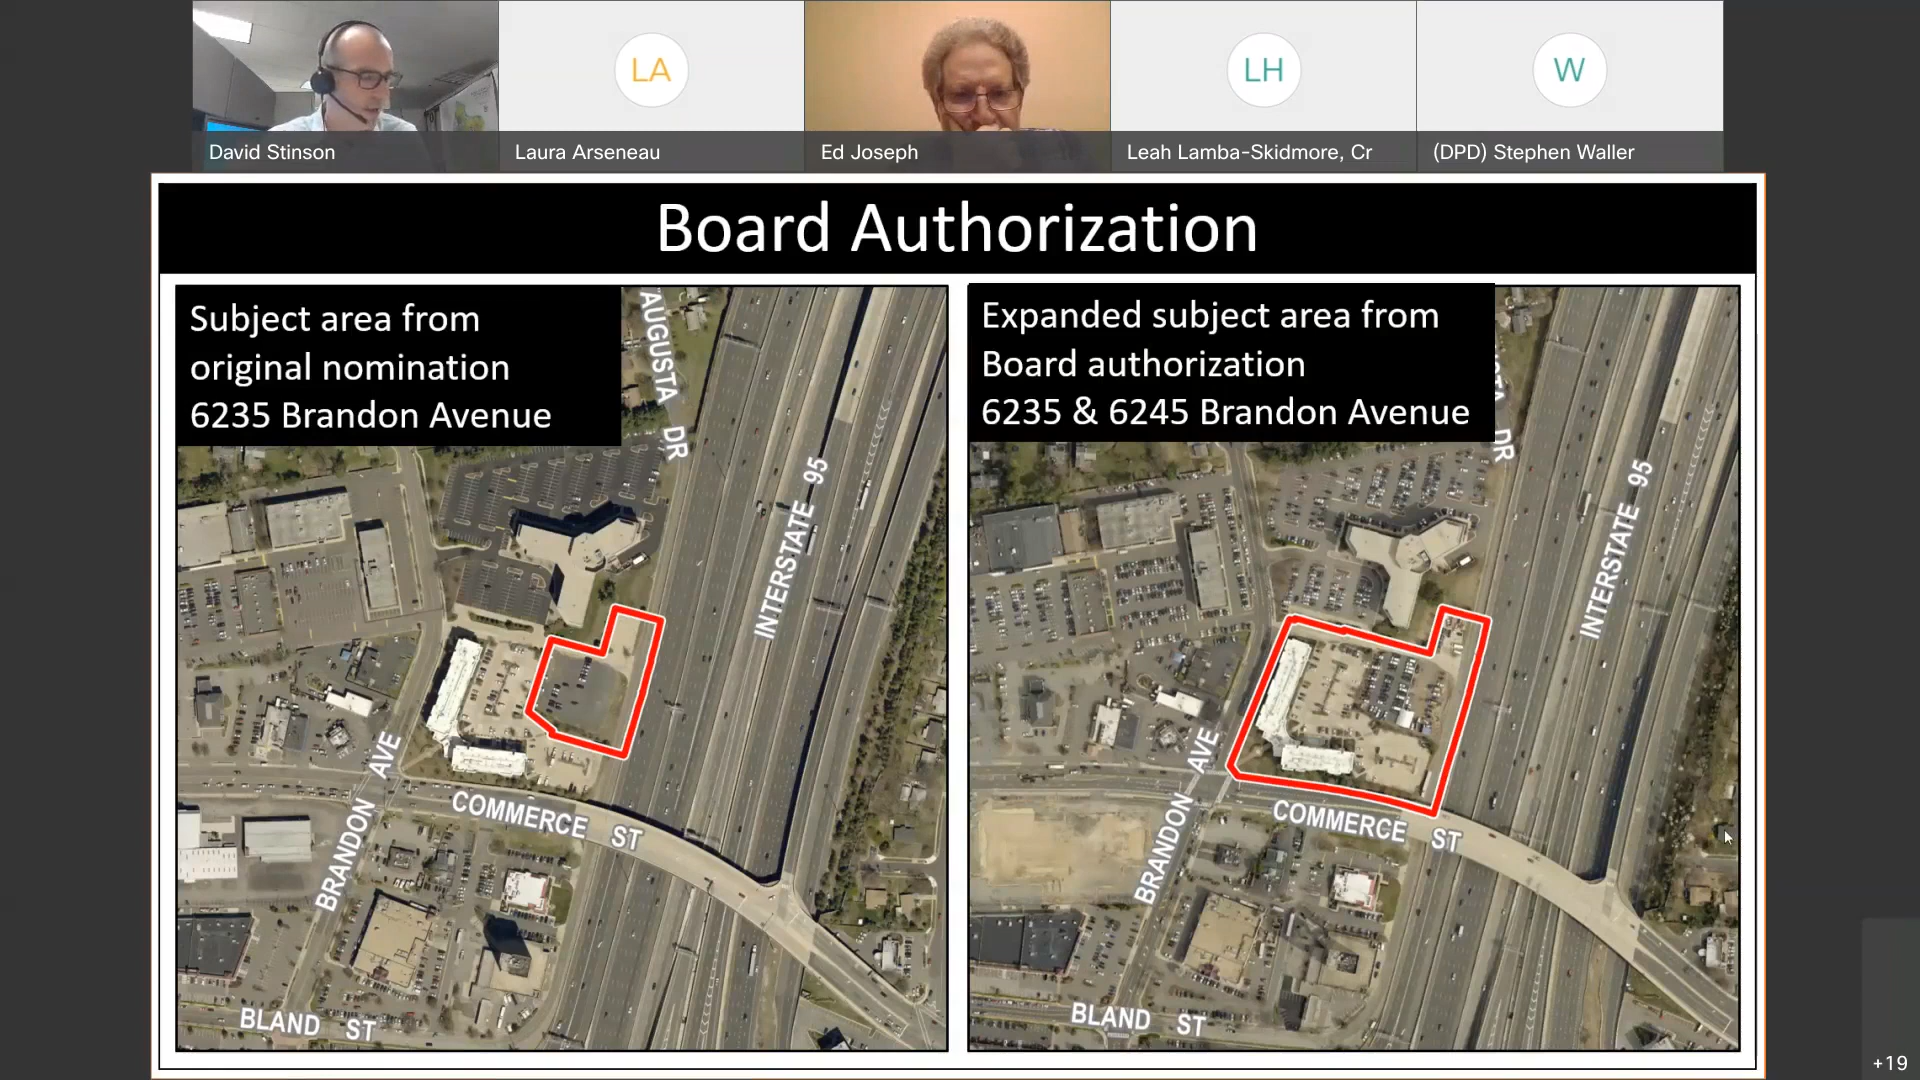 LA
LH
W
David Stinson
Laura Arseneau
Ed Joseph
Leah Lamba-Skidmore, Cr
(DPD) Stephen Waller
Board Authorization
Subject area from
original nomination
6235 Brandon Avenue
AUGUSTA DR
INTERSTATE 95
BRANDON AVE
COMMERCE ST
BLAND ST
Expanded subject area from
Board authorization
6235 & 6245 Brandon Avenue
DR
INTERSTATE 95
BRANDON AVE
COMMERCE ST
BLAND ST
+19